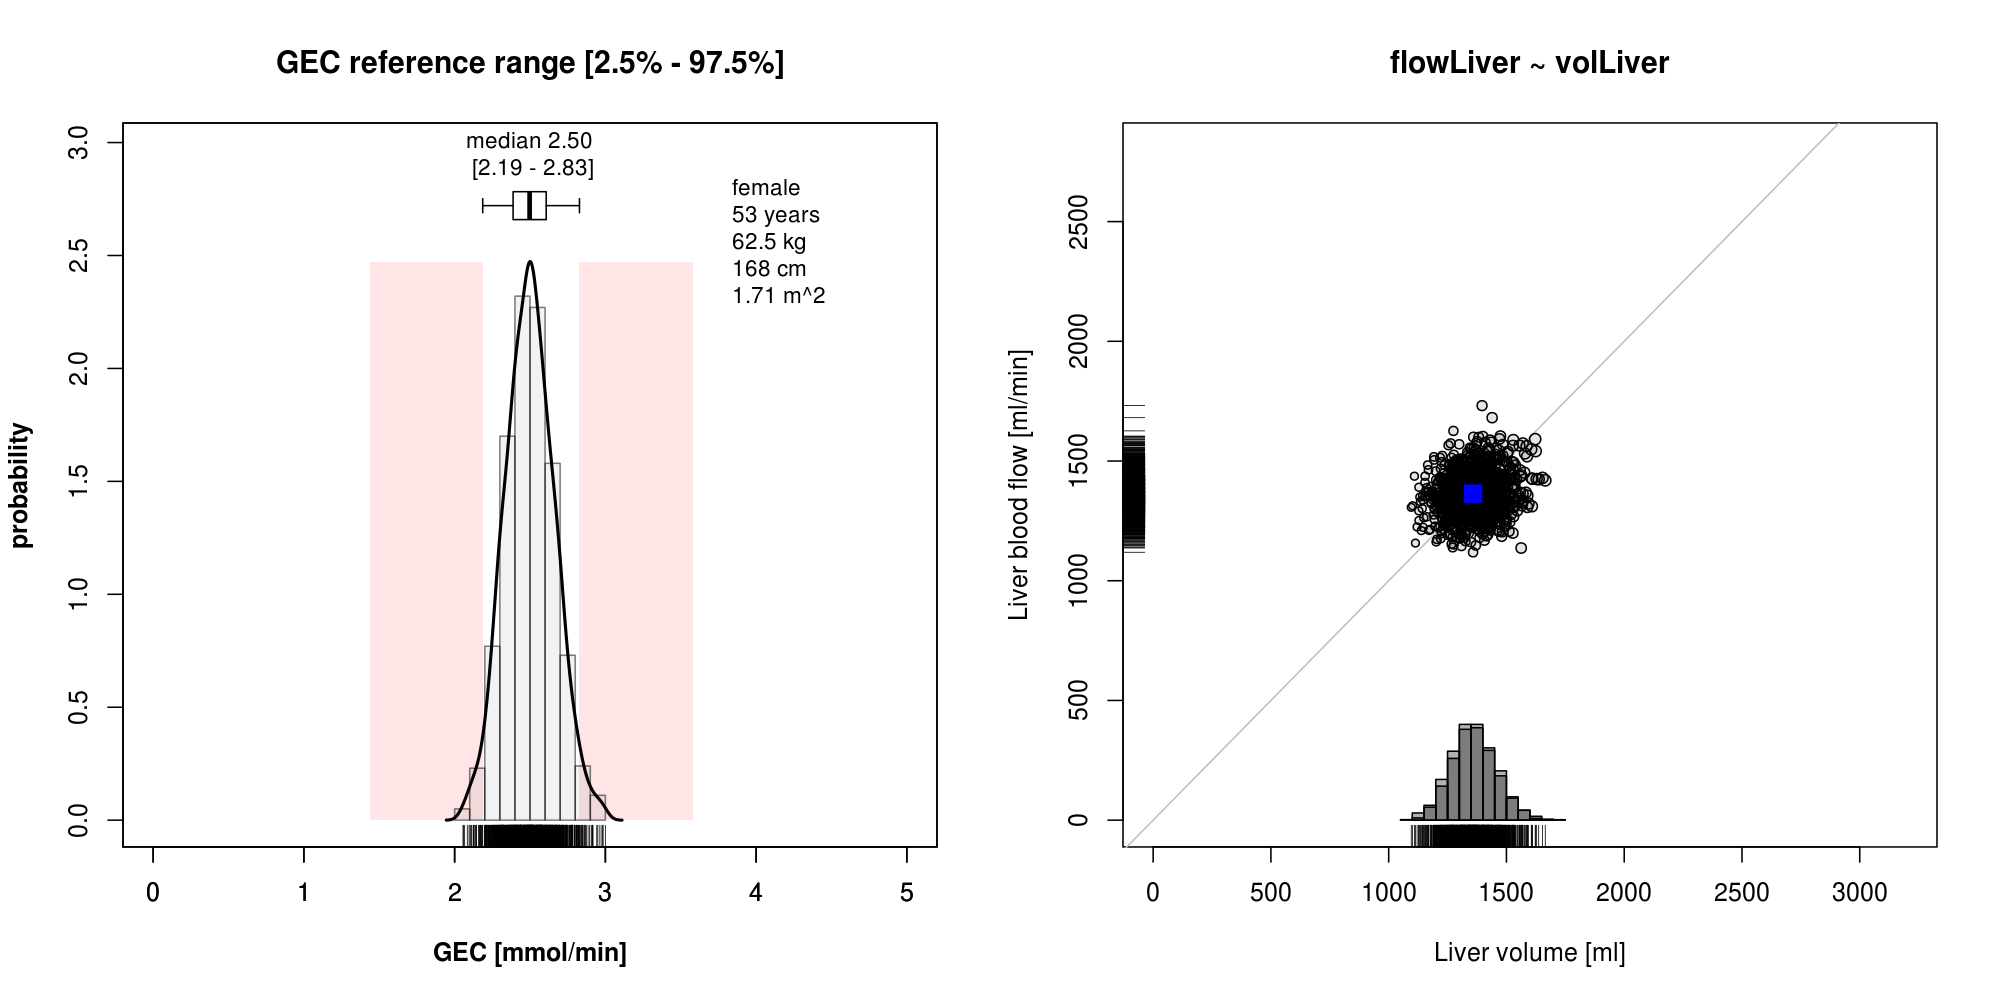 GEC reference range [2.5% - 97.5%]
median 2.50
[2.19 - 2.83]
female
53 years
62.5 kg
168 cm
1.71 m^2
probability
3.0
2.5
2.0
1.5
1.0
0.5
0.0
0 1 2 3 4 5
GEC [mmol/min]
flowLiver ~ volLiver
Liver blood flow [ml/min]
2500
2000
1500
1000
500
0
0 500 1000 1500 2000 2500 3000
Liver volume [ml]